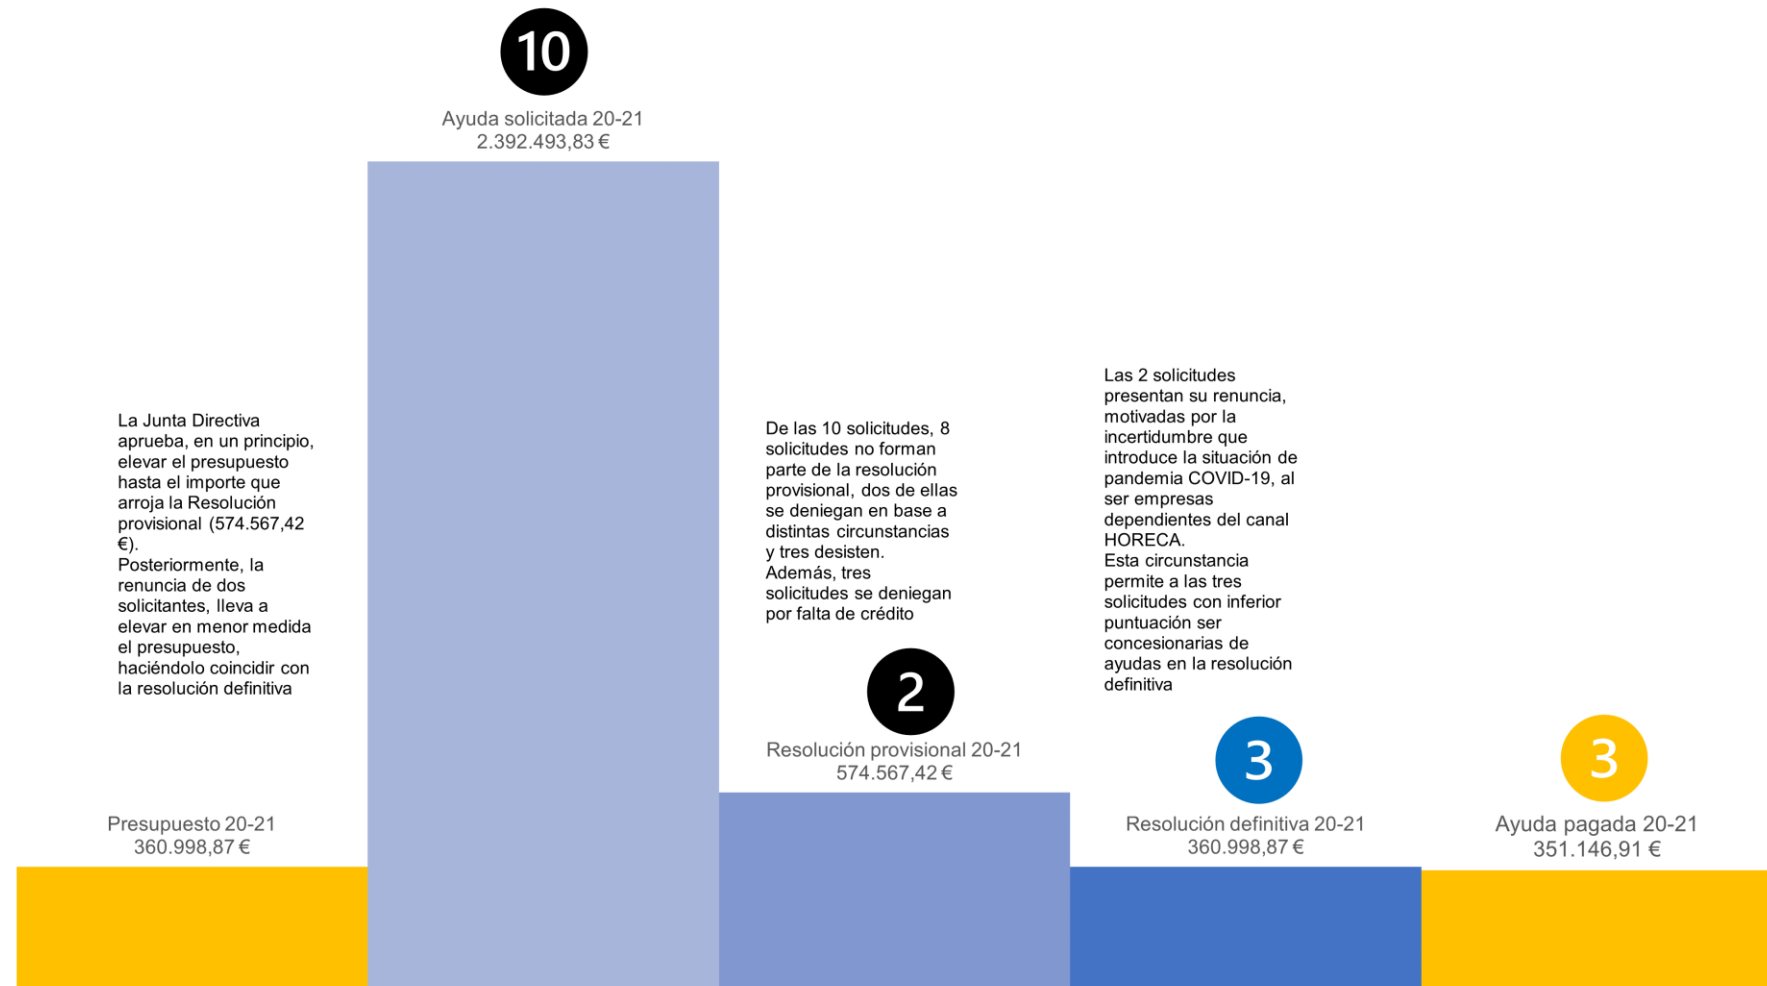 10
Ayuda solicitada 20-21
2.392.493,83 €
La Junta Directiva
aprueba, en un principio,
elevar el presupuesto
hasta el importe que
arroja la Resolución
provisional (574.567,42
€).
Posteriormente, la
renuncia de dos
solicitantes, lleva a
elevar en menor medida
el presupuesto,
haciéndolo coincidir con
la resolución definitiva
Presupuesto 20-21
360.998,87 €
De las 10 solicitudes, 8
solicitudes no forman
parte de la resolución
provisional, dos de ellas
se deniegan en base a
distintas circunstancias
y tres desisten.
Además, tres
solicitudes se deniegan
por falta de crédito
2
Resolución provisional 20-21
574.567,42 €
Las 2 solicitudes
presentan su renuncia,
motivadas por la
incertidumbre que
introduce la situación de
pandemia COVID-19, al
ser empresas
dependientes del canal
HORECA.
Esta circunstancia
permite a las tres
solicitudes con inferior
puntuación ser
concesionarias de
ayudas en la resolución
definitiva
3
Resolución definitiva 20-21
360.998,87 €
3
Ayuda pagada 20-21
351.146,91 €